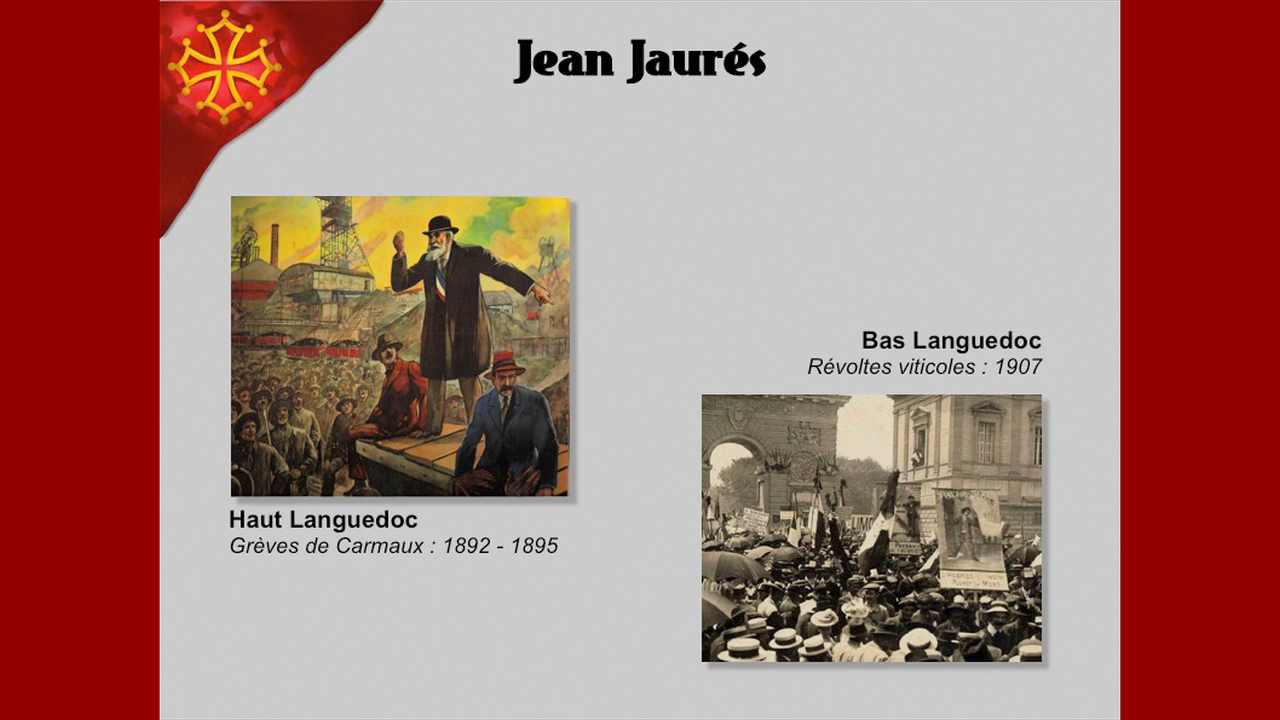 Jean Jaurés
Haut Languedoc
Grèves de Carmaux : 1892 - 1895
Bas Languedoc
Révoltes viticoles : 1907